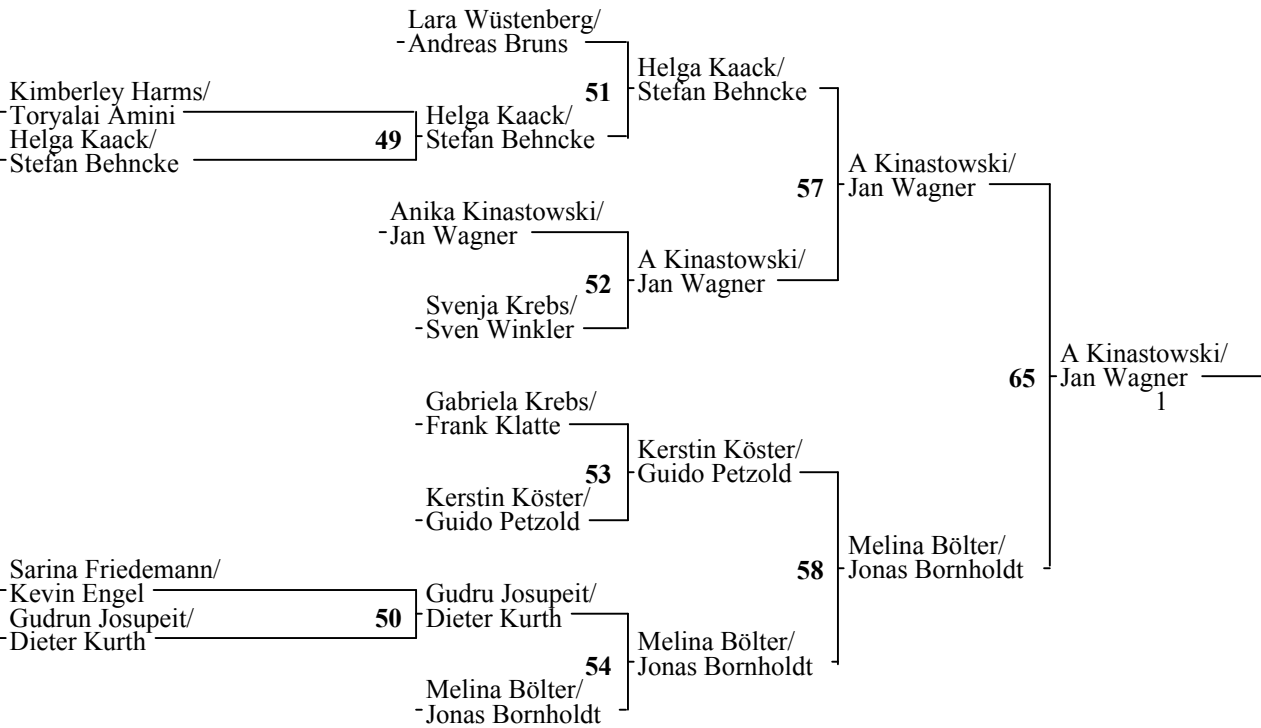 Lara Wüstenberg/
Andreas Bruns
Kimberley Harms/
Toryalai Amini
Helga Kaack/
Stefan Behncke
49
Helga Kaack/
Stefan Behncke
51
Helga Kaack/
Stefan Behncke
Anika Kinastowski/
Jan Wagner
Svenja Krebs/
Sven Winkler
52
A Kinastowski/
Jan Wagner
57
A Kinastowski/
Jan Wagner
Gabriela Krebs/
Frank Klatte
Kerstin Köster/
Guido Petzold
53
Kerstin Köster/
Guido Petzold
Sarina Friedemann/
Kevin Engel
Gudrun Josupeit/
Dieter Kurth
50
Gudru Josupeit/
Dieter Kurth
Melina Bölter/
Jonas Bornholdt
54
Melina Bölter/
Jonas Bornholdt
58
Melina Bölter/
Jonas Bornholdt
65
A Kinastowski/
Jan Wagner
1